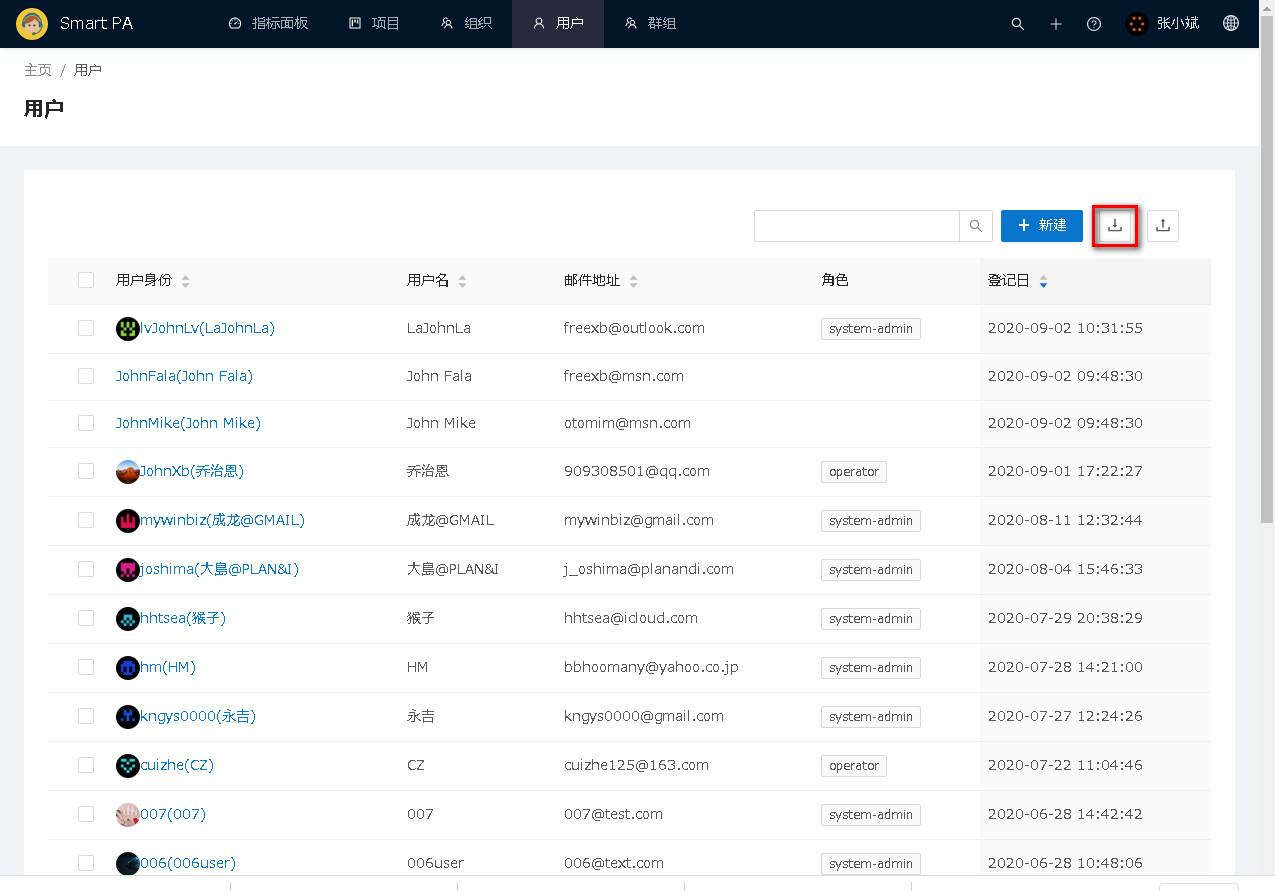 Smart PA 指标面板 项目 组织 用户 群组 张小斌
主页 / 用户
用户
新建
用户身份 用户名 邮件地址 角色 登记日
lvJohnLv(LaJohnLa) LaJohnLa freexb@outlook.com system-admin 2020-09-02 10:31:55
JohnFala(John Fala) John Fala freexb@msn.com 2020-09-02 09:48:30
JohnMike(John Mike) John Mike otomim@msn.com 2020-09-02 09:48:30
JohnXb(乔治恩) 乔治恩 909308501@qq.com operator 2020-09-01 17:22:27
mywinbiz(成龙@GMAIL) 成龙@GMAIL mywinbiz@gmail.com system-admin 2020-08-11 12:32:44
joshima(大島@PLAN&I) 大島@PLAN&I j_oshima@planandi.com system-admin 2020-08-04 15:46:33
hhtsea(猴子) 猴子 hhtsea@icloud.com system-admin 2020-07-29 20:38:29
hm(HM) HM bbhoomany@yahoo.co.jp system-admin 2020-07-28 14:21:00
kngys0000(永吉) 永吉 kngys0000@gmail.com system-admin 2020-07-27 12:24:26
cuizhe(CZ) CZ cuizhe125@163.com operator 2020-07-22 11:04:46
007(007) 007 007@test.com system-admin 2020-06-28 14:42:42
006(006user) 006user 006@text.com system-admin 2020-06-28 10:48:06